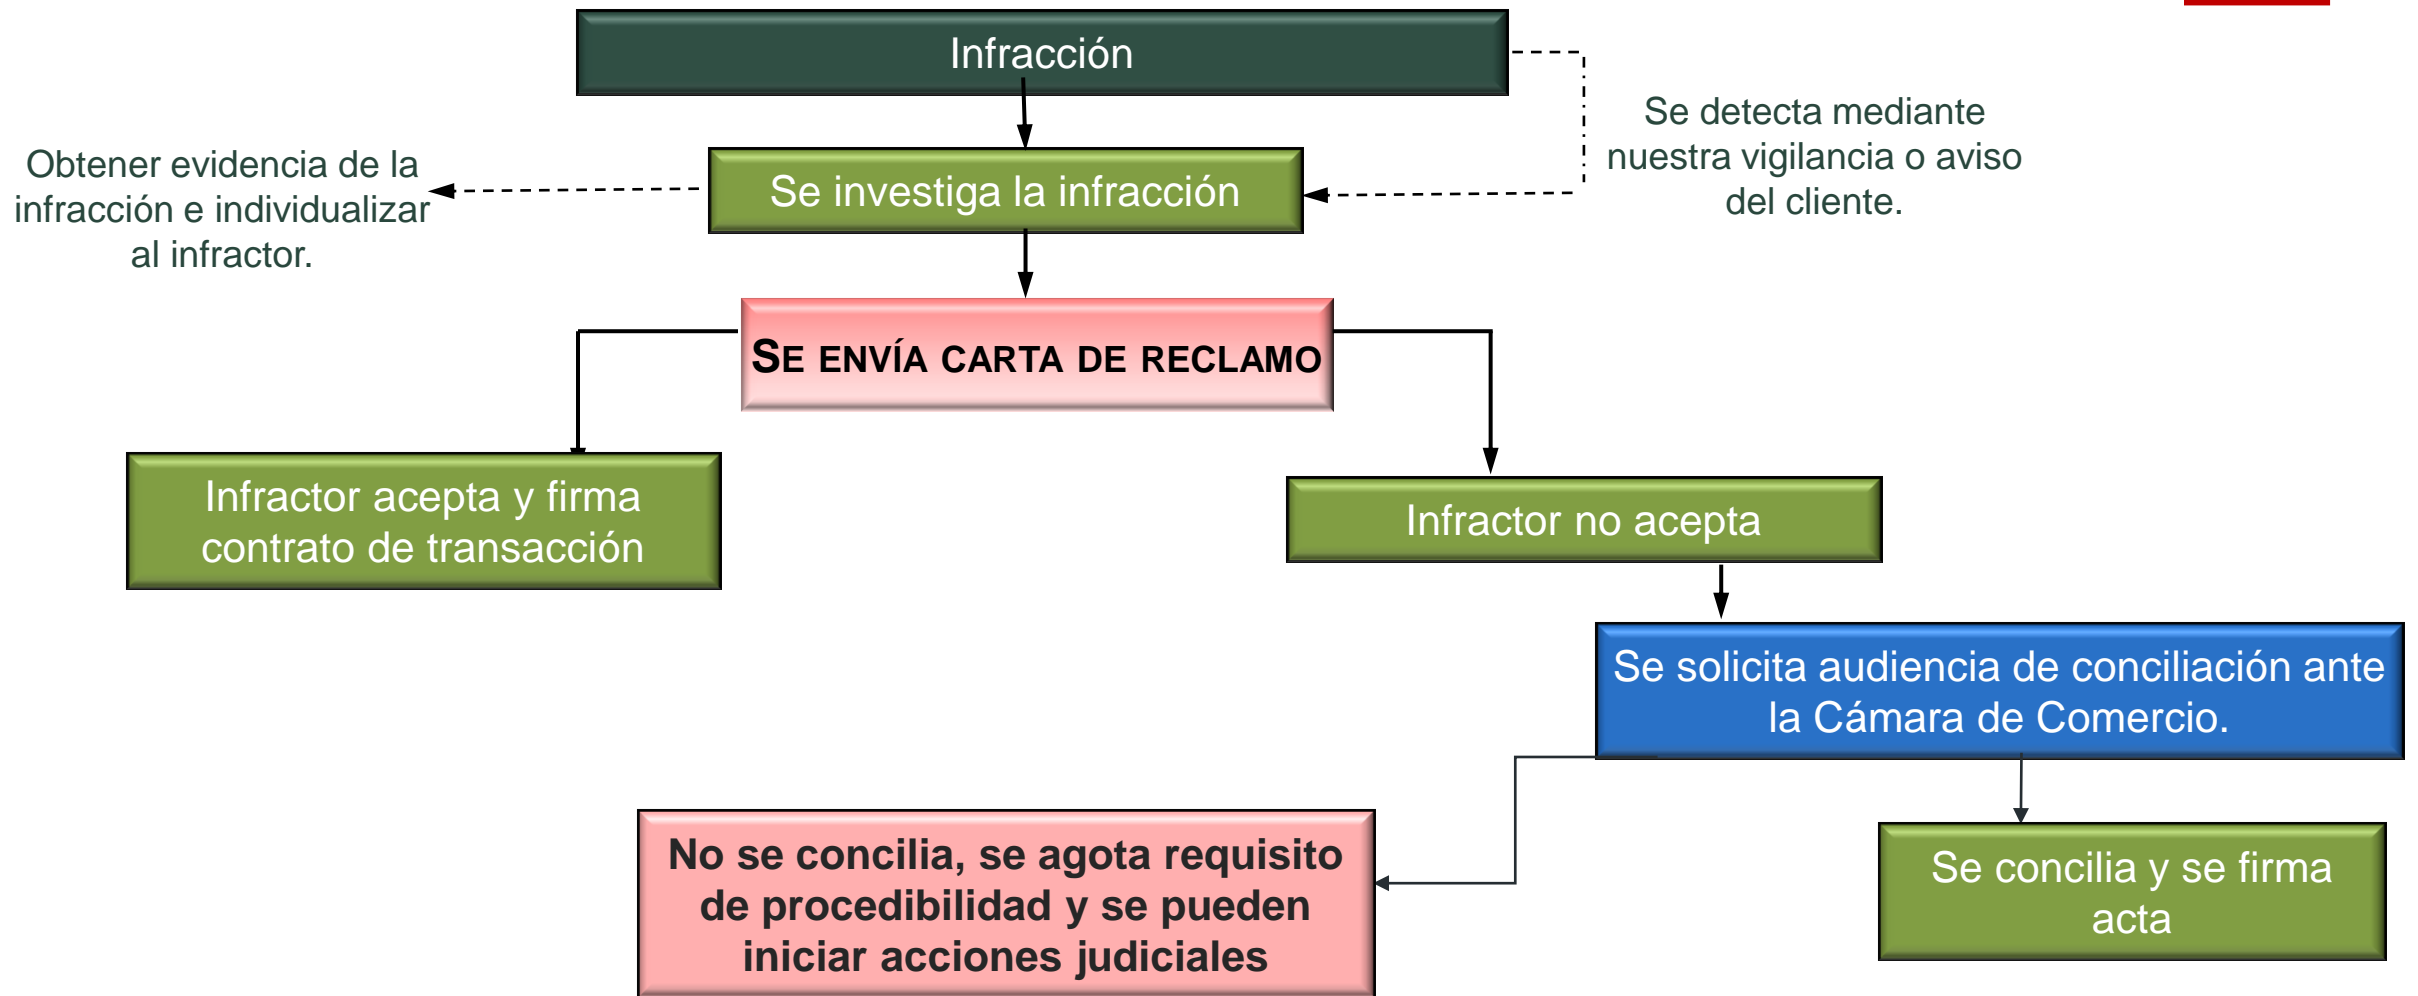 Infracción
Se detecta mediante
nuestra vigilancia o aviso
del cliente.
Obtener evidencia de la
infracción e individualizar
al infractor.
Se investiga la infracción
SE ENVÍA CARTA DE RECLAMO
Infractor acepta y firma
contrato de transacción
Infractor no acepta
Se solicita audiencia de conciliación ante
la Cámara de Comercio.
No se concilia, se agota requisito
de procedibilidad y se pueden
iniciar acciones judiciales
Se concilia y se firma
acta